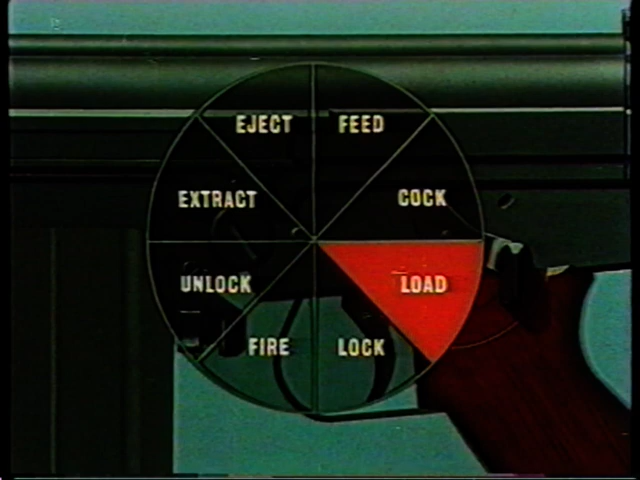 EJECT FEED
EXTRACT COCK
UNLOCK LOAD
FIRE LOCK